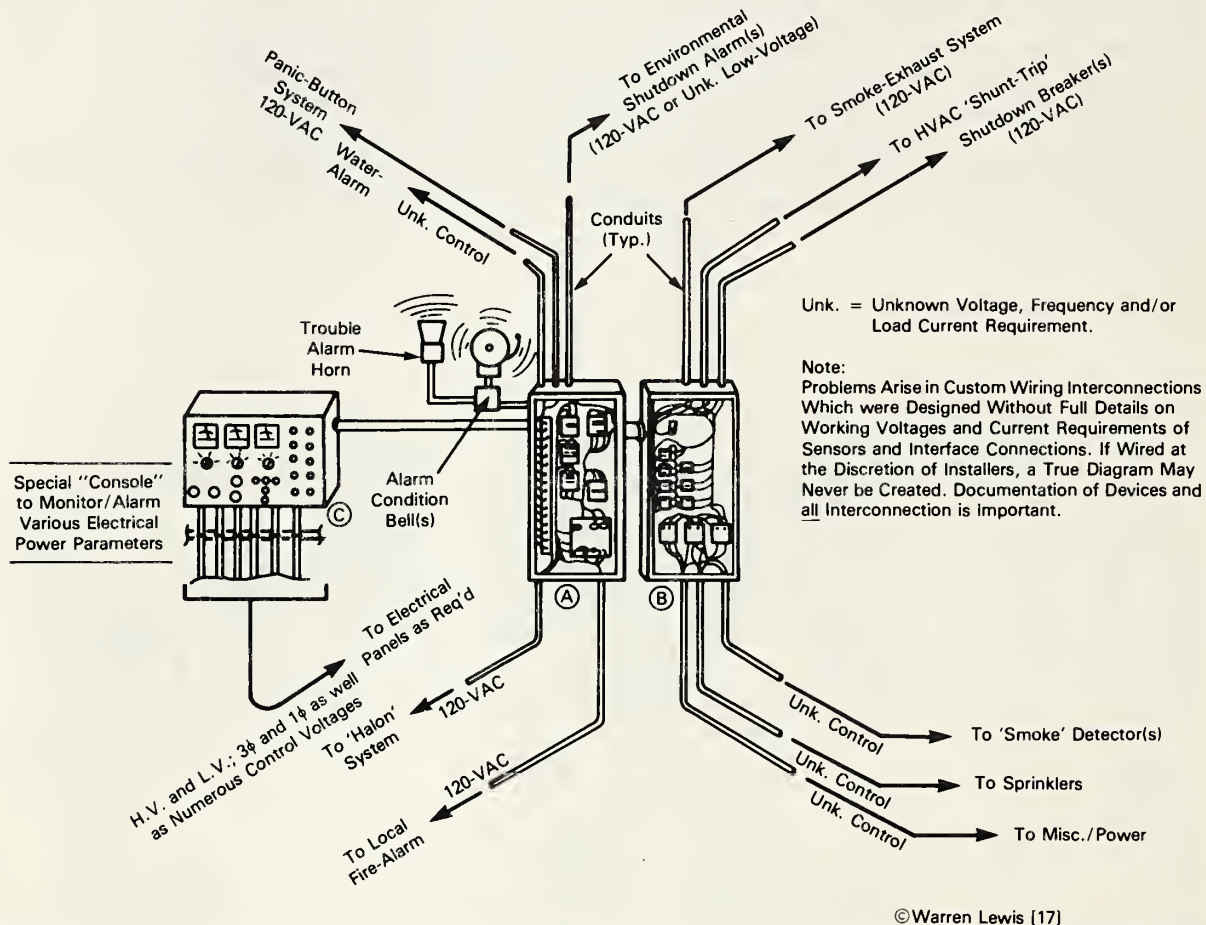 Panic-Button
System
120-VAC
Water-
Alarm
Unk. Control
To Environmental
Shutdown Alarm(s)
(120-VAC or Unk. Low-Voltage)
To Smoke-Exhaust System
(120-VAC)
To HVAC 'Shunt-Trip'
Shutdown Breaker(s)
(120-VAC)
Conduits
(Typ.)
Unk. = Unknown Voltage, Frequency and/or
Load Current Requirement.
Note:
Problems Arise in Custom Wiring Interconnections
Which were Designed Without Full Details on
Working Voltages and Current Requirements of
Sensors and Interface Connections. If Wired at
the Discretion of Installers, a True Diagram May
Never be Created. Documentation of Devices and
all Interconnection is Important.
Trouble
Alarm
Horn
Alarm
Condition
Bell(s)
Special "Console"
to Monitor/Alarm
Various Electrical
Power Parameters
C
A
B
To Electrical
Panels as Req'd
H.V. and L.V.; 3ϕ and 1ϕ as well
as Numerous Control Voltages
120-VAC
To 'Halon'
System
120-VAC
To Local
Fire-Alarm
Unk. Control
To 'Smoke' Detector(s)
Unk. Control
To Sprinklers
Unk. Control
To Misc./Power
©Warren Lewis [17]